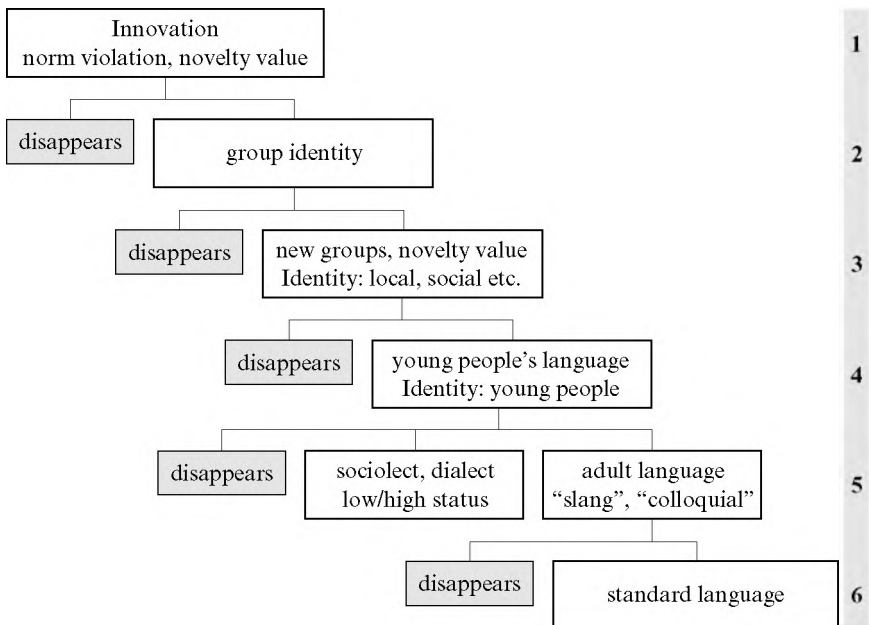 Innovation
norm violation, novelty value
1
disappears
group identity
2
disappears
new groups, novelty value
Identity: local, social etc.
3
disappears
young people’s language
Identity: young people
4
disappears
sociolect, dialect
low/high status
adult language
“slang”, “colloquial”
5
disappears
standard language
6